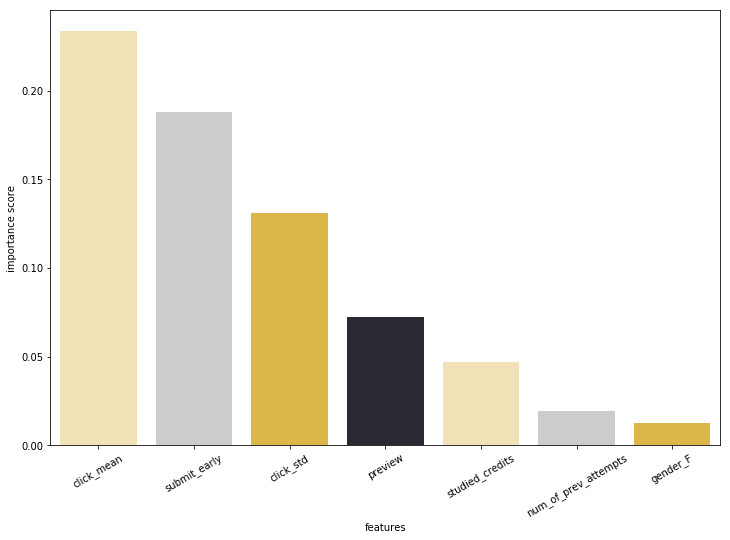 0.20
0.15
0.10
0.05
0.00
importance score
click_mean
submit_early
click_std
preview
studied_credits
num_of_prev_attempts
gender_F
features